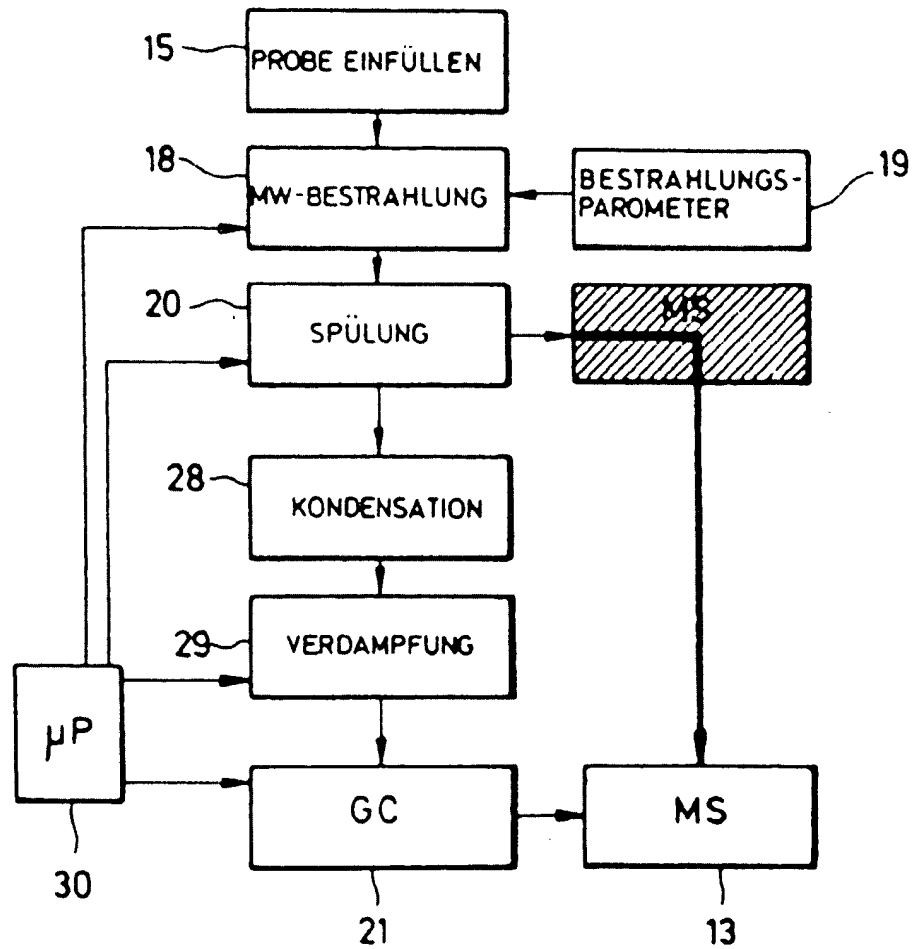 15
PROBE EINFÜLLEN
18
MW-BESTRAHLUNG
BESTRAHLUNGS-
PAROMETER
19
20
SPÜLUNG
MS
28
KONDENSATION
29
VERDAMPFUNG
µP
30
GC
21
MS
13